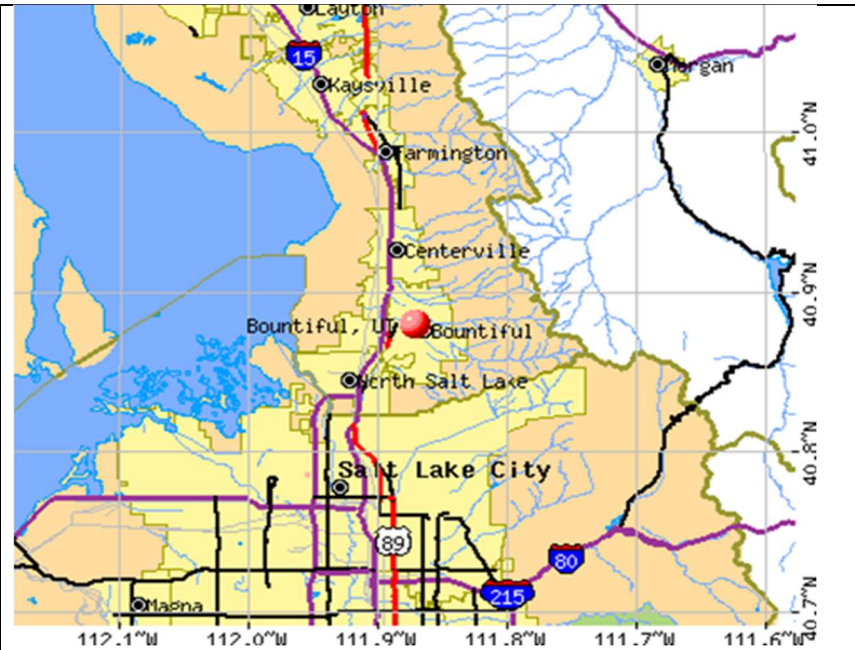 Layton
15
Kaysville
Morgan
41.0~N
Farmington
Centerville
40.9~N
Bountiful, UT
Bountiful
North Salt Lake
40.8~N
Salt Lake City
89
80
215
Magna
40.7~N
112.1~W
112.0~W
111.9~W
111.8~W
111.7~W
111.6~W